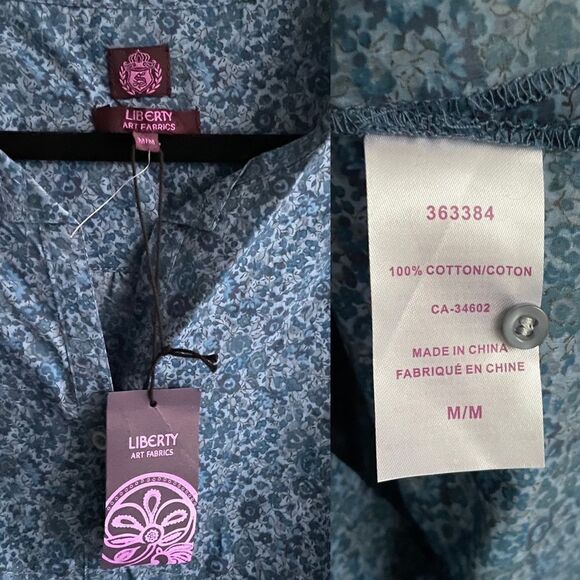 LIBERTY
ART FABRICS
M/M
LIBERTY
ART FABRICS
363384
100% COTTON/COTON
CA-34602
MADE IN CHINA
FABRIQUÉ EN CHINE
M/M